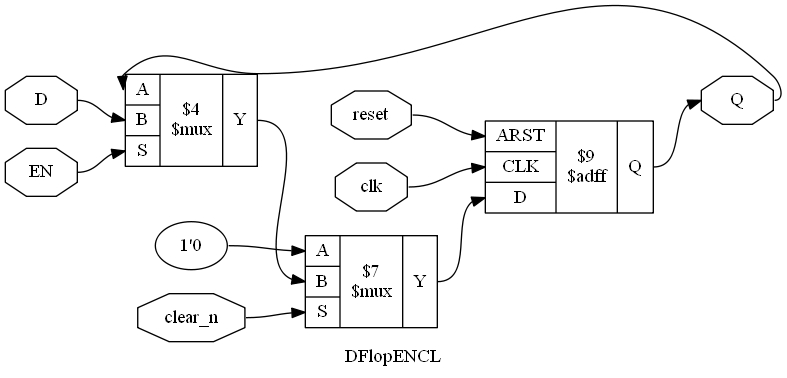 D
EN
A
B
S
$4
$mux
Y
1'0
clear_n
A
B
S
$7
$mux
Y
reset
clk
ARST
CLK
D
$9
$adff
Q
Q
DFlopENCL